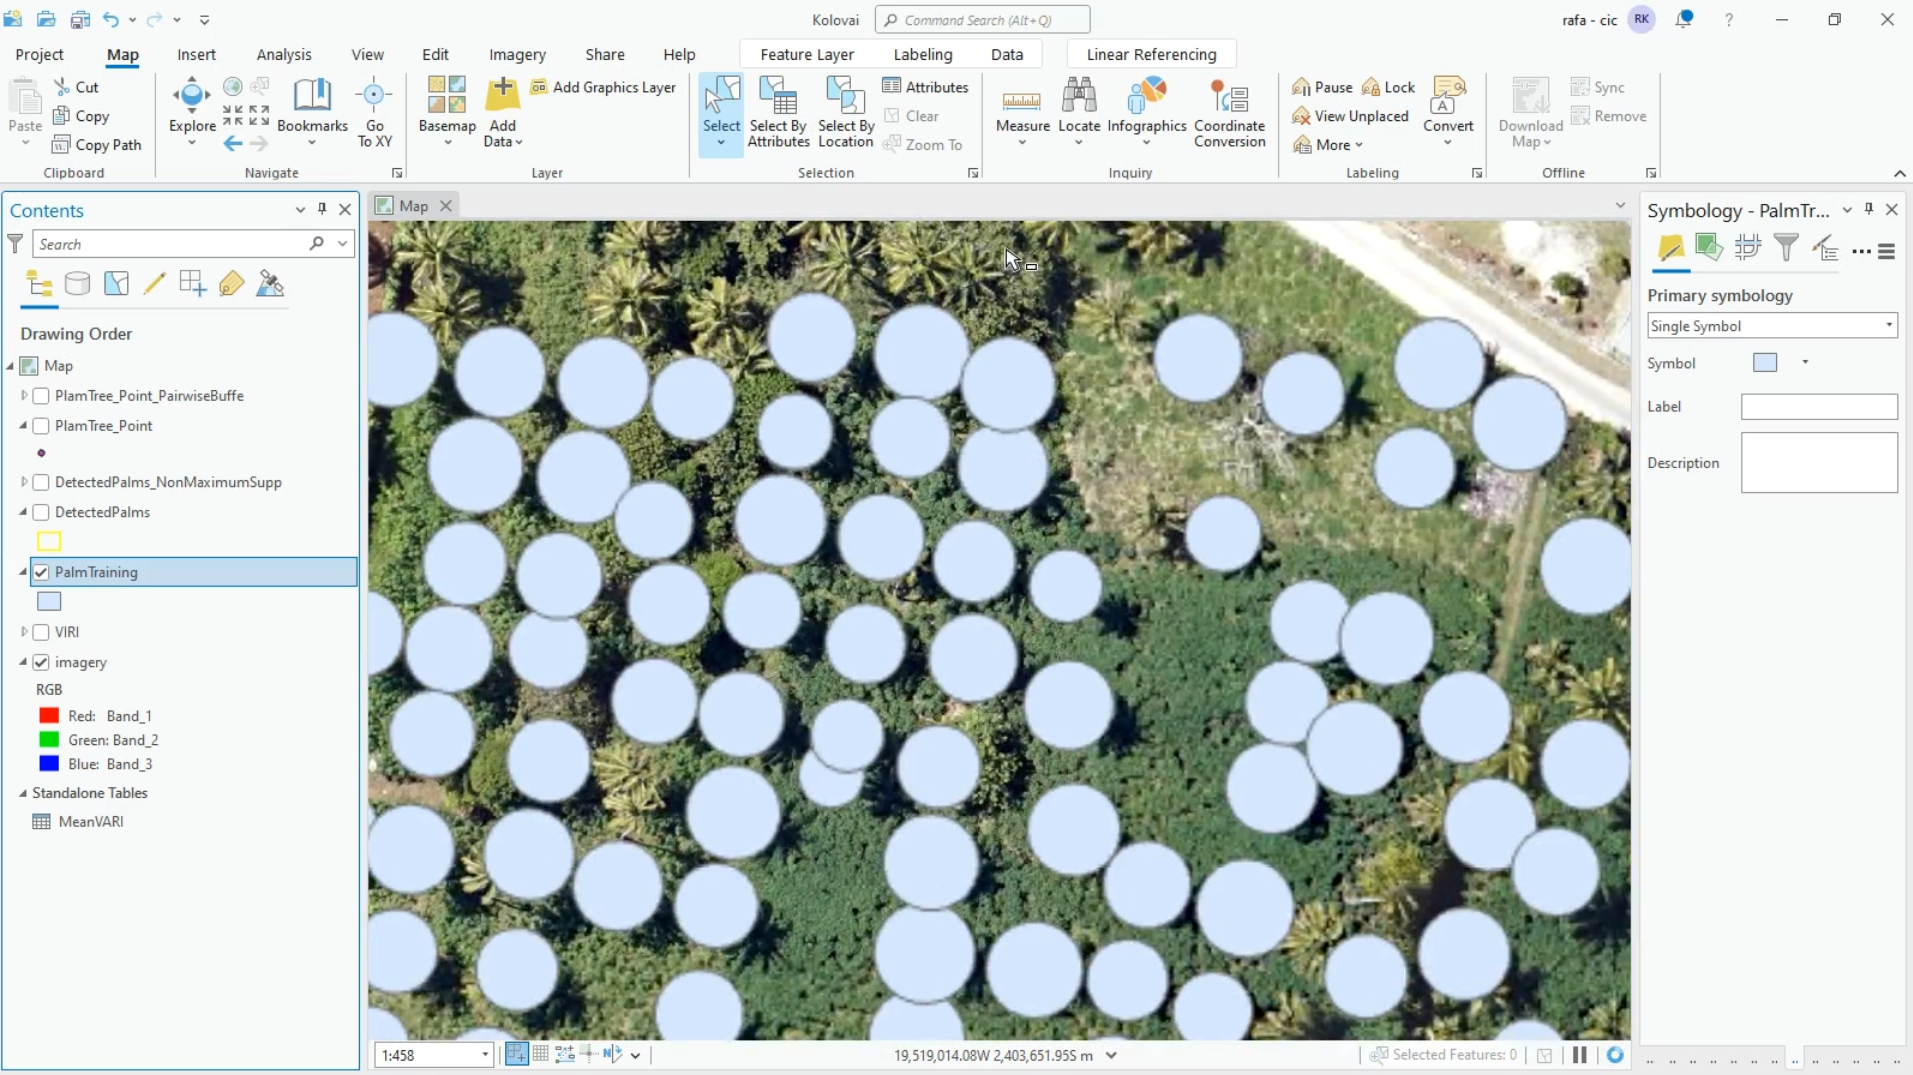 Kolovai
Command Search (Alt+Q)
rafa - cic
RK
?
Project
Map
Insert
Analysis
View
Edit
Imagery
Share
Help
Feature Layer
Labeling
Data
Linear Referencing
Paste
Cut
Copy
Copy Path
Clipboard
Explore
Bookmarks
Go
To XY
Navigate
Basemap
Add
Data
Add Graphics Layer
Layer
Select
Select By
Attributes
Select By
Location
Attributes
Clear
Zoom To
Selection
Measure
Locate
Infographics
Coordinate
Conversion
Inquiry
Pause
Lock
View Unplaced
More
Convert
Labeling
Download
Map
Sync
Remove
Offline
Contents
Search
Drawing Order
Map
PlamTree_Point_PairwiseBuffe
PlamTree_Point
DetectedPalms_NonMaximumSupp
DetectedPalms
PalmTraining
VIRI
imagery
RGB
Red: Band_1
Green: Band_2
Blue: Band_3
Standalone Tables
MeanVARI
Map
1:458
19,519,014.08W 2,403,651.95S m
Selected Features: 0
Symbology - PalmTr...
Primary symbology
Single Symbol
Symbol
Label
Description